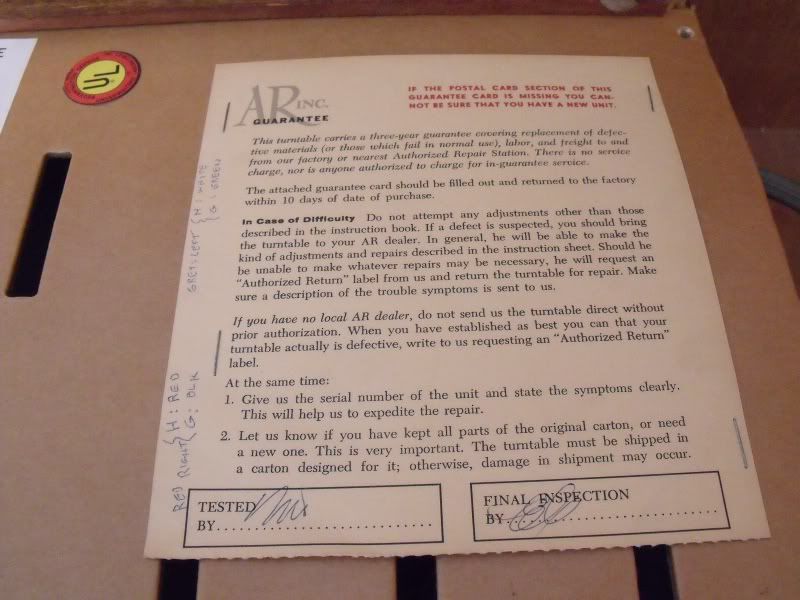 UL
AR INC.
GUARANTEE
IF THE POSTAL CARD SECTION OF THIS
GUARANTEE CARD IS MISSING YOU CAN-
NOT BE SURE THAT YOU HAVE A NEW UNIT.
This turntable carries a three-year guarantee covering replacement of defec-
tive materials (or those which fail in normal use), labor, and freight to and
from our factory or nearest Authorized Repair Station. There is no service
charge, nor is anyone authorized to charge for in-guarantee service.
The attached guarantee card should be filled out and returned to the factory
within 10 days of date of purchase.
In Case of Difficulty Do not attempt any adjustments other than those
described in the instruction book. If a defect is suspected, you should bring
the turntable to your AR dealer. In general, he will be able to make the
kind of adjustments and repairs described in the instruction sheet. Should he
be unable to make whatever repairs may be necessary, he will request an
"Authorized Return" label from us and return the turntable for repair. Make
sure a description of the trouble symptoms is sent to us.
If you have no local AR dealer, do not send us the turntable direct without
prior authorization. When you have established as best you can that your
turntable actually is defective, write to us requesting an "Authorized Return"
label.
At the same time:
1. Give us the serial number of the unit and state the symptoms clearly.
This will help us to expedite the repair.
2. Let us know if you have kept all parts of the original carton, or need
a new one. This is very important. The turntable must be shipped in
a carton designed for it; otherwise, damage in shipment may occur.
TESTED
BY
FINAL INSPECTION
BY
GREY: LEFT { H: WHITE
G: GREEN
RED RIGHT { H: RED
G: BLK